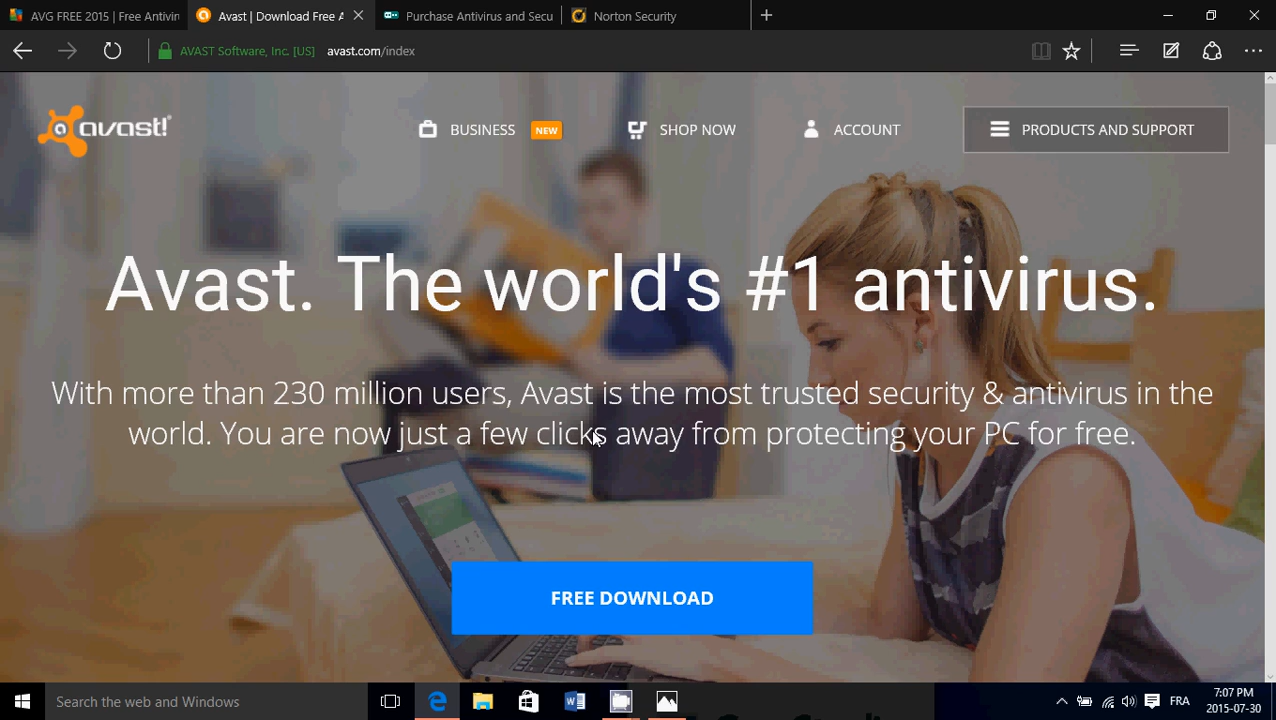 AVG FREE 2015 | Free Antivirn
Avast | Download Free A
Purchase Antivirus and Secu
Norton Security
AVAST Software, Inc. [US]
avast.com/index
avast!
BUSINESS
NEW
SHOP NOW
ACCOUNT
PRODUCTS AND SUPPORT
Avast. The world's #1 antivirus.
With more than 230 million users, Avast is the most trusted security & antivirus in the
world. You are now just a few clicks away from protecting your PC for free.
FREE DOWNLOAD
Search the web and Windows
FRA
7:07 PM
2015-07-30